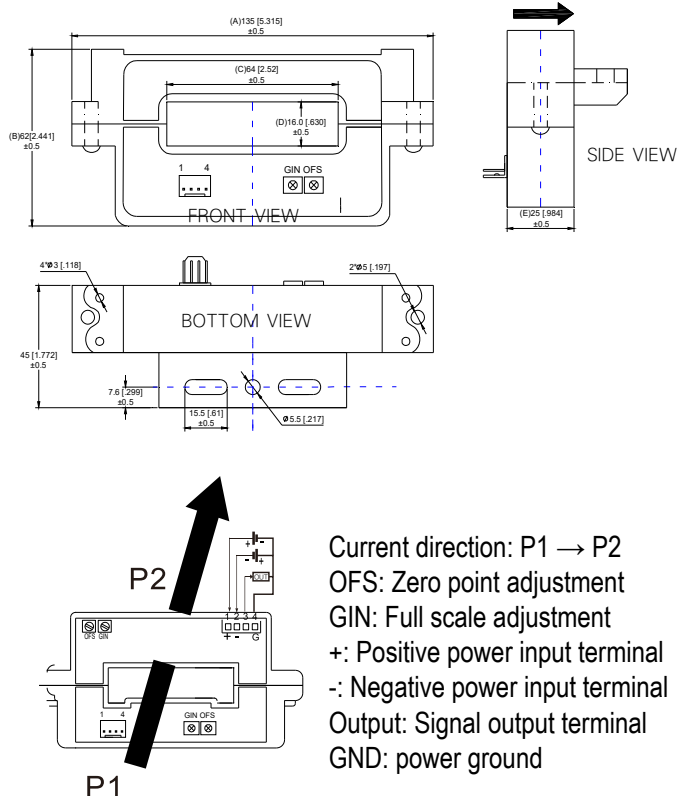 (A)135 [5.315]
±0.5
(C)64 [2.52]
±0.5
(B)62[2.441]
±0.5
(D)16.0 [.630]
±0.5
1 4
GIN OFS
FRONT VIEW
SIDE VIEW
(E)25 [.984]
±0.5
4*Ø3 [.118]
2*Ø5 [.197]
BOTTOM VIEW
45 [1.772]
±0.5
7.6 [.299]
±0.5
15.5 [.61]
±0.5
Ø5.5 [.217]
+ -
- +
OUT
P2
1 2 3 4
+ - G
OFS GIN
1 4
GIN OFS
P1
Current direction: P1 → P2
OFS: Zero point adjustment
GIN: Full scale adjustment
+: Positive power input terminal
-: Negative power input terminal
Output: Signal output terminal
GND: power ground